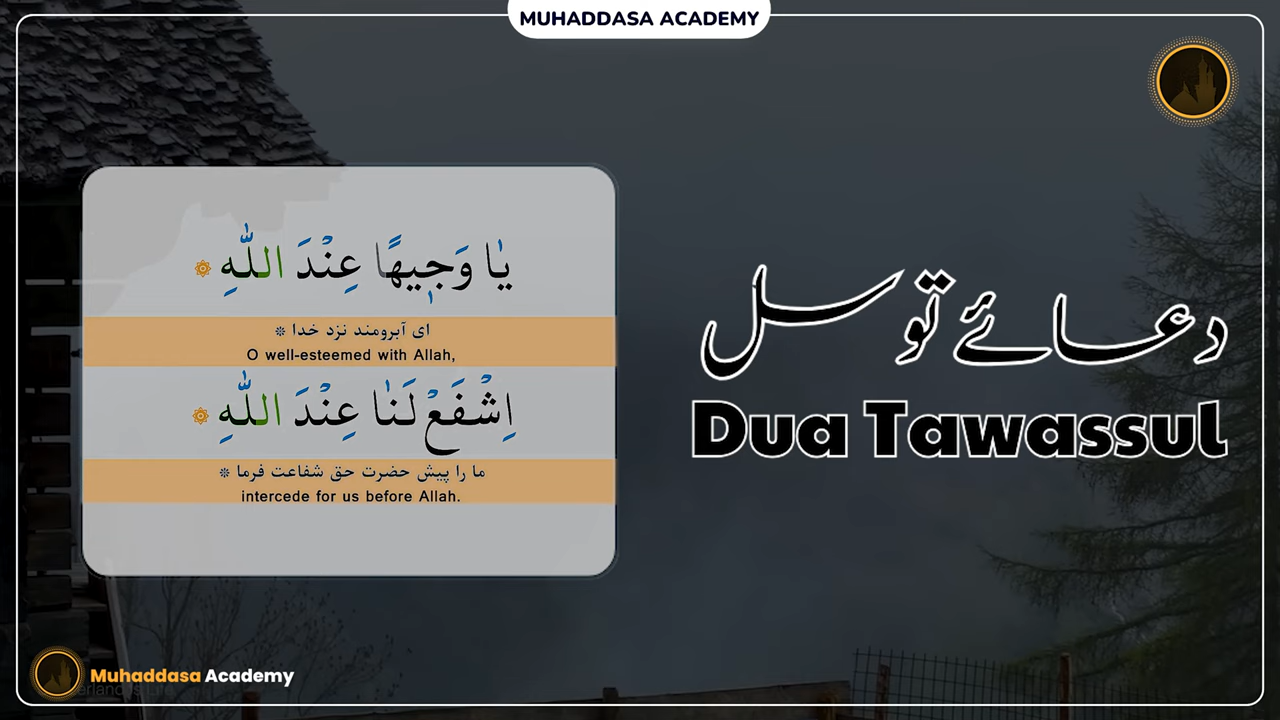 MUHADDASA ACADEMY
يٰا وَجِيهًا عِنْدَ اللّٰهِ ۞
ای آبرومند نزد خدا *
O well-esteemed with Allah,
اِشْفَعْ لَنٰا عِنْدَ اللّٰهِ ۞
ما را پیش حضرت حق شفاعت فرما *
intercede for us before Allah.
دعائے توسل
Dua Tawassul
Muhaddasa Academy